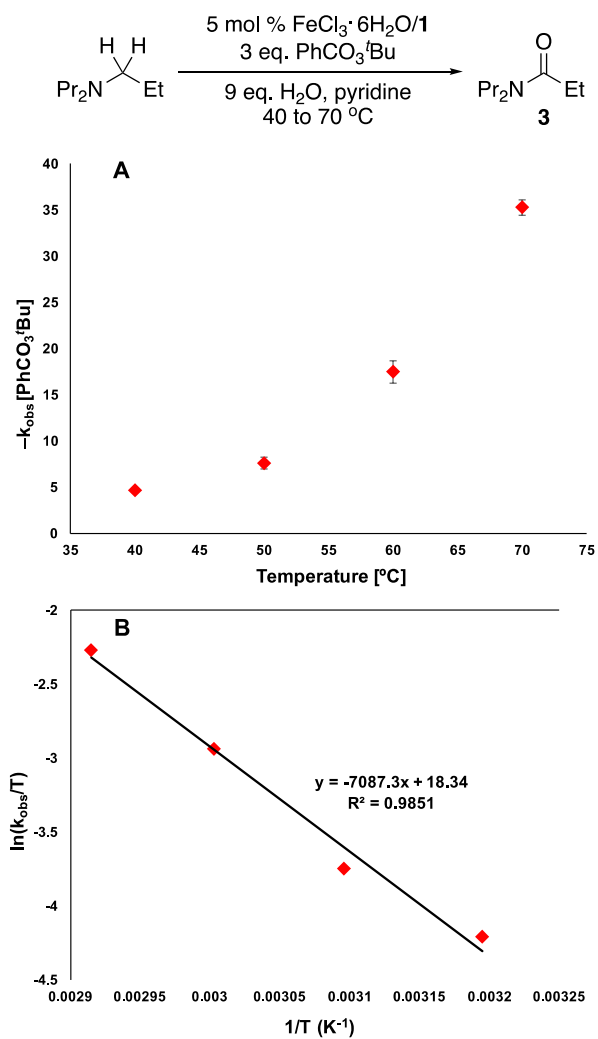 5 mol % FeCl₃·6H₂O/1
3 eq. PhCO₃ᵗBu
9 eq. H₂O, pyridine
40 to 70 ºC
H H
Pr₂N Et
O
Pr₂N Et
3
A
40
35
30
25
20
15
10
5
0
–k_obs [PhCO₃ᵗBu]
35 40 45 50 55 60 65 70 75
Temperature [ºC]
B
-2
-2.5
-3
-3.5
-4
-4.5
ln(k_obs/T)
y = -7087.3x + 18.34
R² = 0.9851
0.0029 0.00295 0.003 0.00305 0.0031 0.00315 0.0032 0.00325
1/T (K⁻¹)